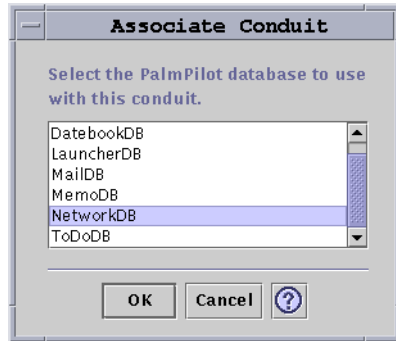 Associate Conduit
Select the PalmPilot database to use
with this conduit.
DatebookDB
LauncherDB
MailDB
MemoDB
NetworkDB
ToDoDB
OK Cancel ?